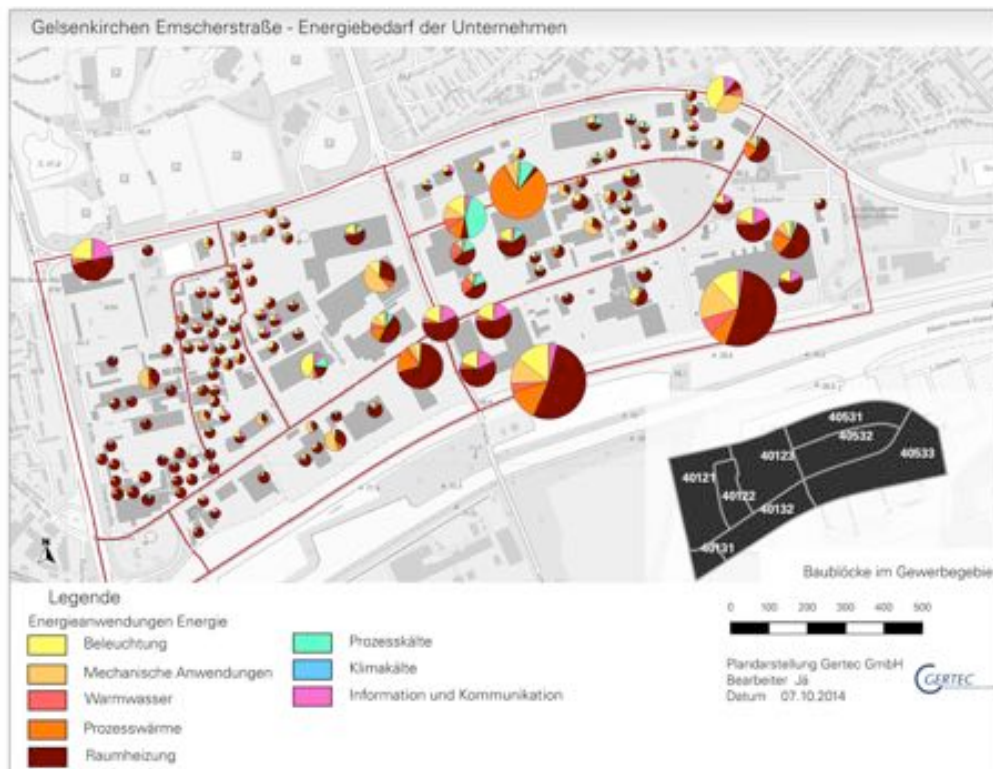 Gelsenkirchen Emscherstraße - Energiebedarf der Unternehmen
40531
40532
40123
40533
40121
40122
40132
40131
Baublöcke im Gewerbegebie
Legende
Energieanwendungen Energie
Beleuchtung
Mechanische Anwendungen
Warmwasser
Prozesswärme
Raumheizung
Prozesskälte
Klimakälte
Information und Kommunikation
0 100 200 300 400 500
Plandarstellung Gertec GmbH
Bearbeiter Jä
Datum 07.10.2014
GERTEC
N